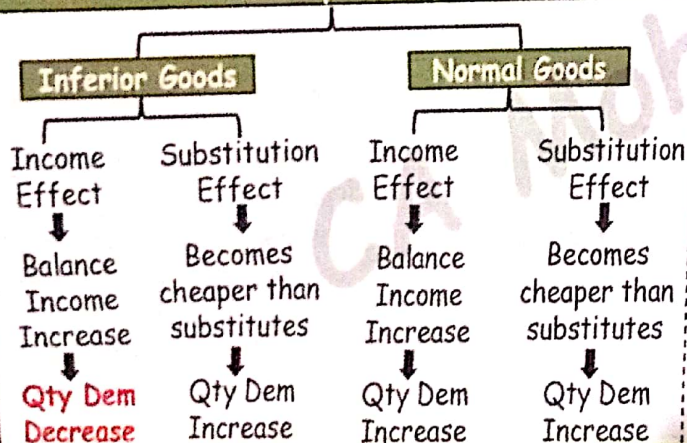 Inferior Goods
Normal Goods
Income
Effect
Balance
Income
Increase
Qty Dem
Decrease
Substitution
Effect
Becomes
cheaper than
substitutes
Qty Dem
Increase
Income
Effect
Balance
Income
Increase
Qty Dem
Increase
Substitution
Effect
Becomes
cheaper than
substitutes
Qty Dem
Increase
CA Moh